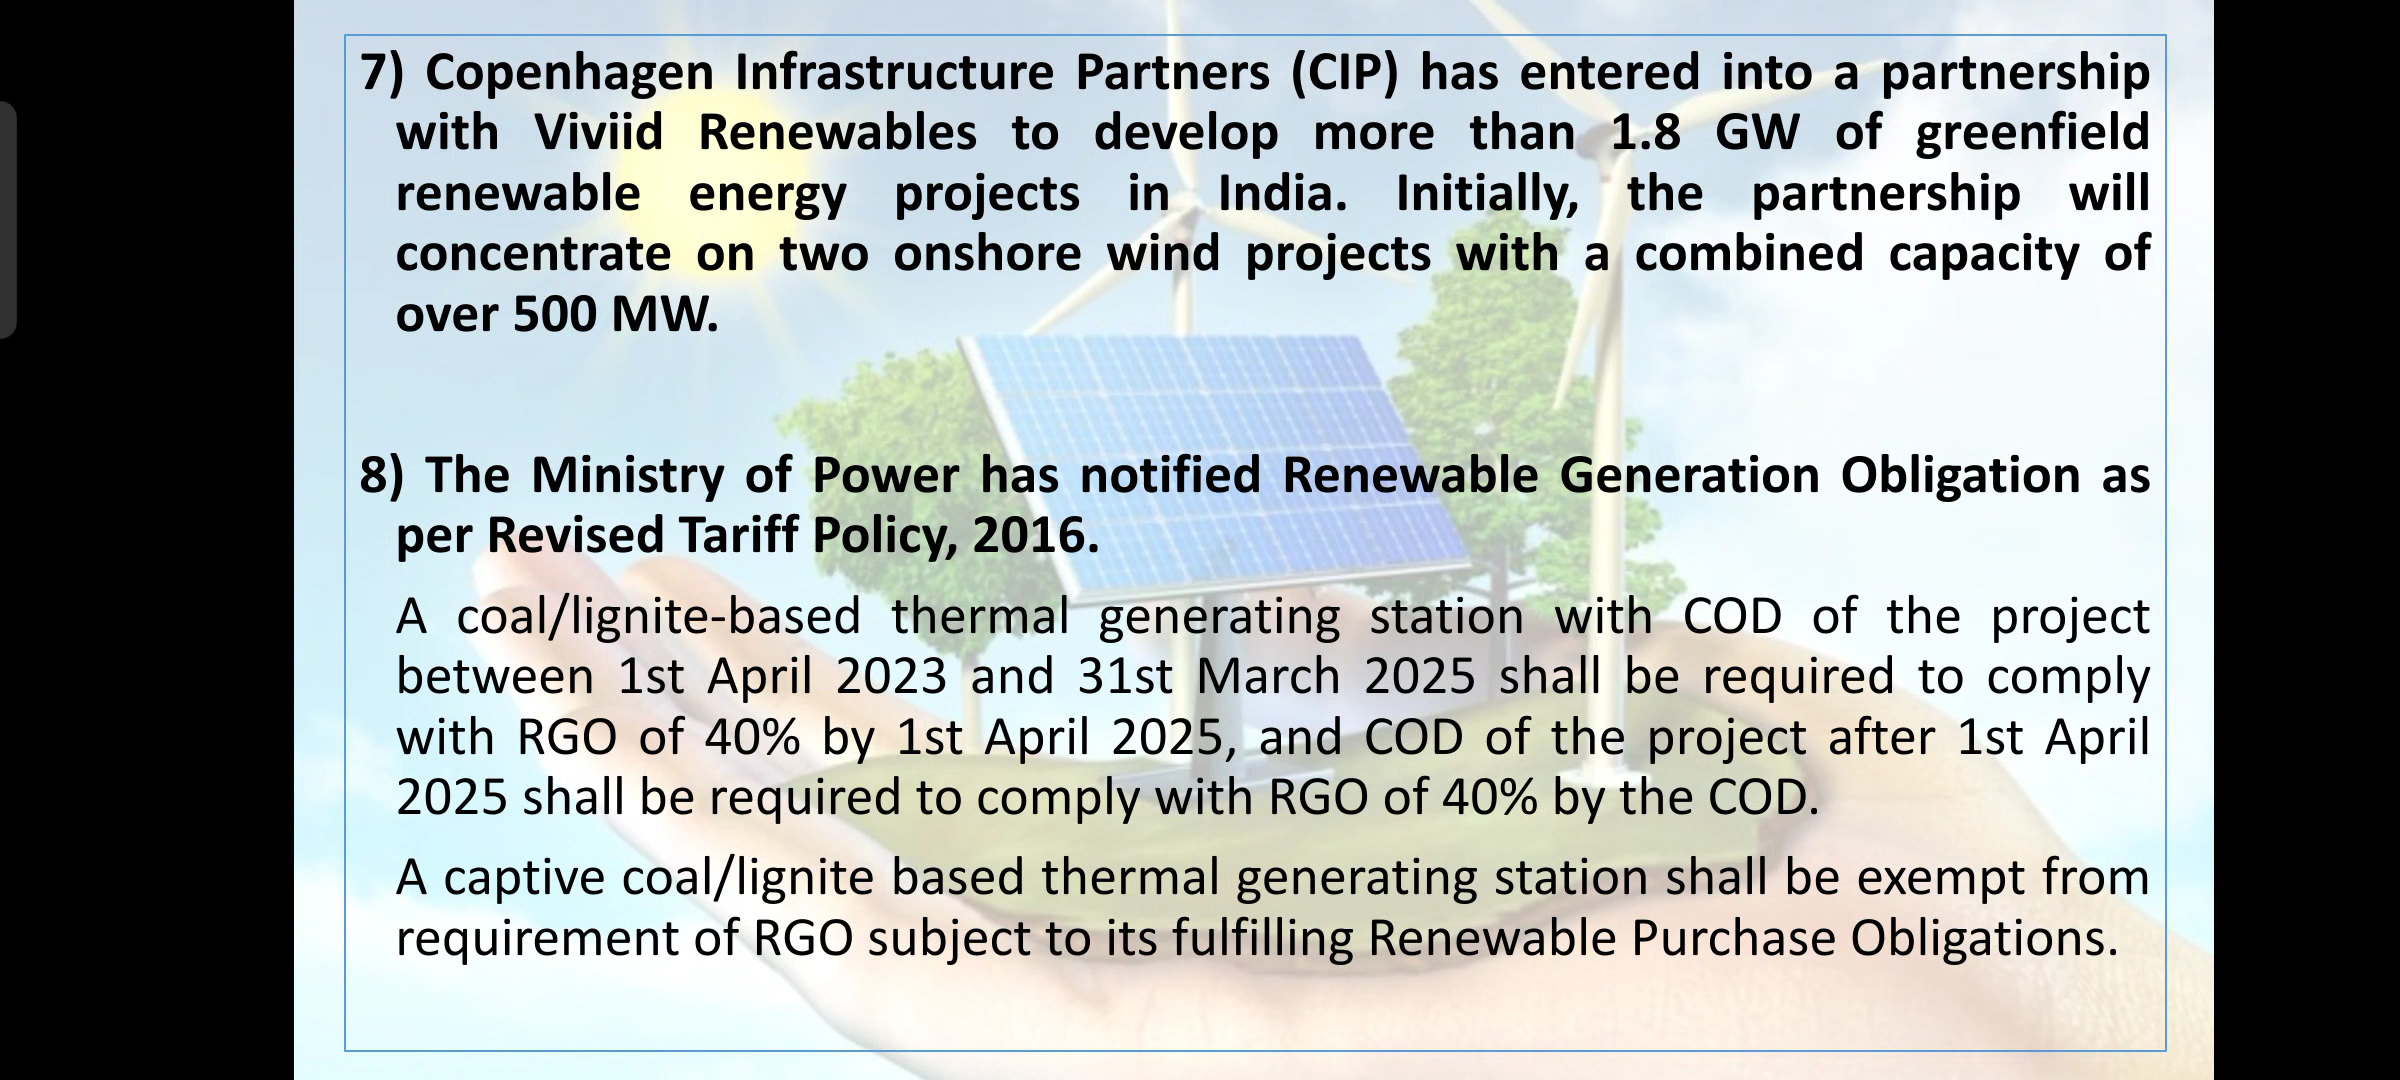 7) Copenhagen Infrastructure Partners (CIP) has entered into a partnership
with Viviid Renewables to develop more than 1.8 GW of greenfield
renewable energy projects in India. Initially, the partnership will
concentrate on two onshore wind projects with a combined capacity of
over 500 MW.
8) The Ministry of Power has notified Renewable Generation Obligation as
per Revised Tariff Policy, 2016.
A coal/lignite-based thermal generating station with COD of the project
between 1st April 2023 and 31st March 2025 shall be required to comply
with RGO of 40% by 1st April 2025, and COD of the project after 1st April
2025 shall be required to comply with RGO of 40% by the COD.
A captive coal/lignite based thermal generating station shall be exempt from
requirement of RGO subject to its fulfilling Renewable Purchase Obligations.